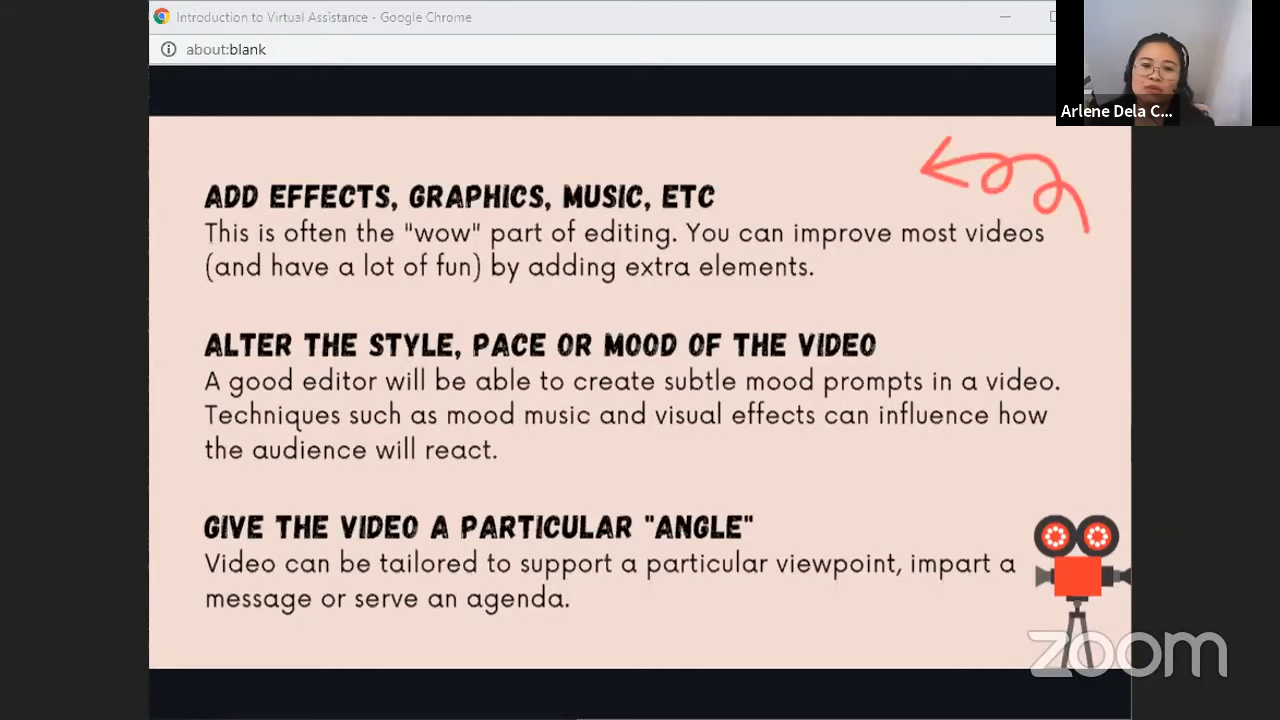 Introduction to Virtual Assistance - Google Chrome
about:blank
Arlene Dela C...
ADD EFFECTS, GRAPHICS, MUSIC, ETC
This is often the "wow" part of editing. You can improve most videos
(and have a lot of fun) by adding extra elements.
ALTER THE STYLE, PACE OR MOOD OF THE VIDEO
A good editor will be able to create subtle mood prompts in a video.
Techniques such as mood music and visual effects can influence how
the audience will react.
GIVE THE VIDEO A PARTICULAR "ANGLE"
Video can be tailored to support a particular viewpoint, impart a
message or serve an agenda.
zoom